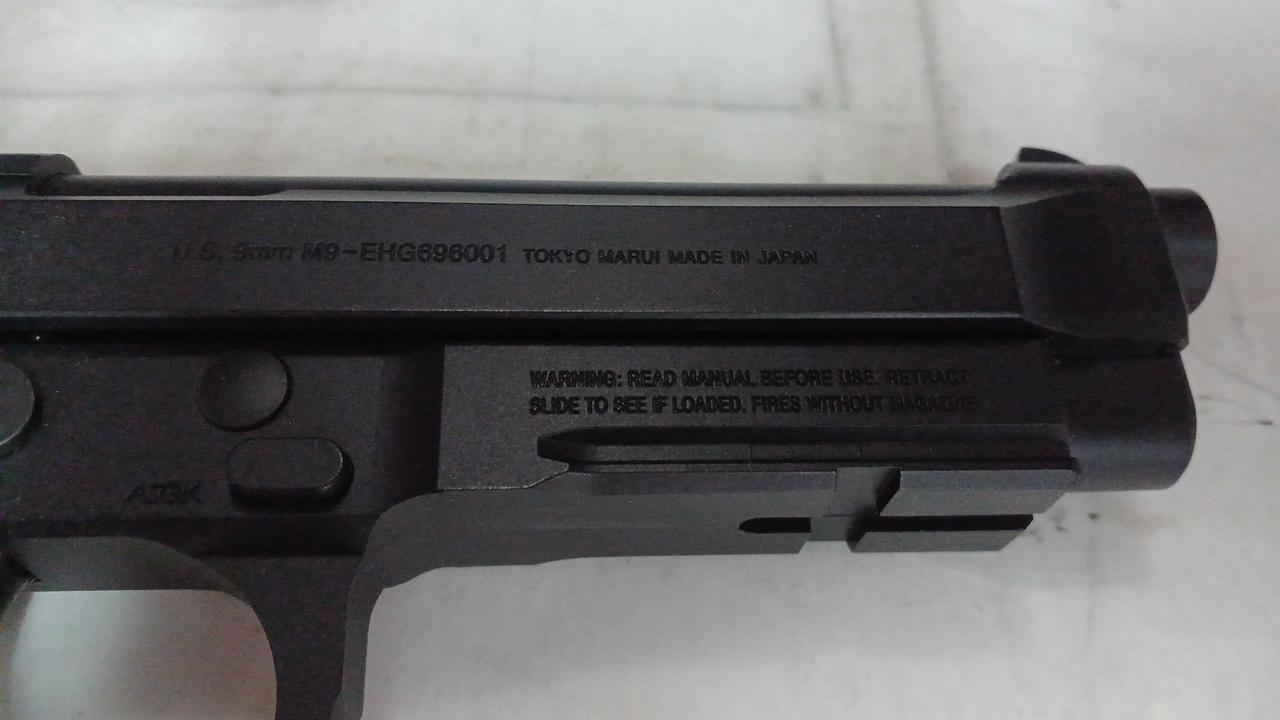 U.S. 9mm M9-EHG696001 TOKYO MARUI MADE IN JAPAN
WARNING: READ MANUAL BEFORE USE. RETRACT
SLIDE TO SEE IF LOADED. FIRES WITHOUT MAGAZINE
ASGK